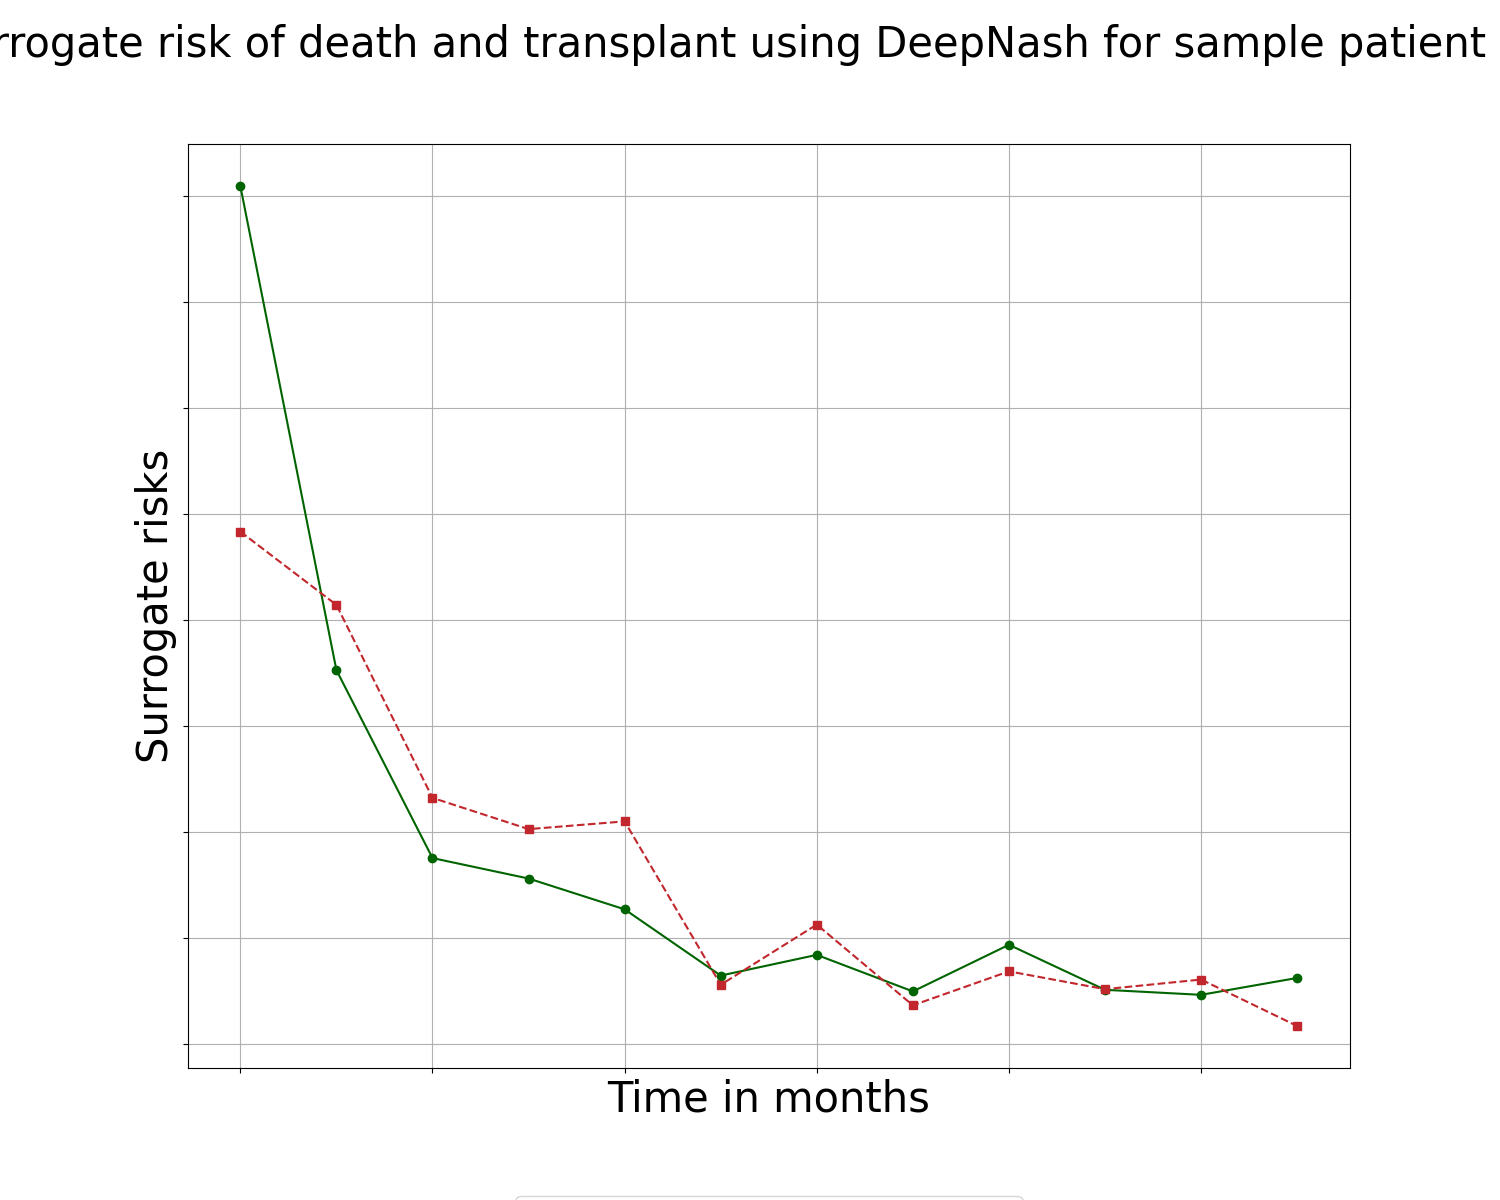 rrogate risk of death and transplant using DeepNash for sample patient
Surrogate risks
Time in months